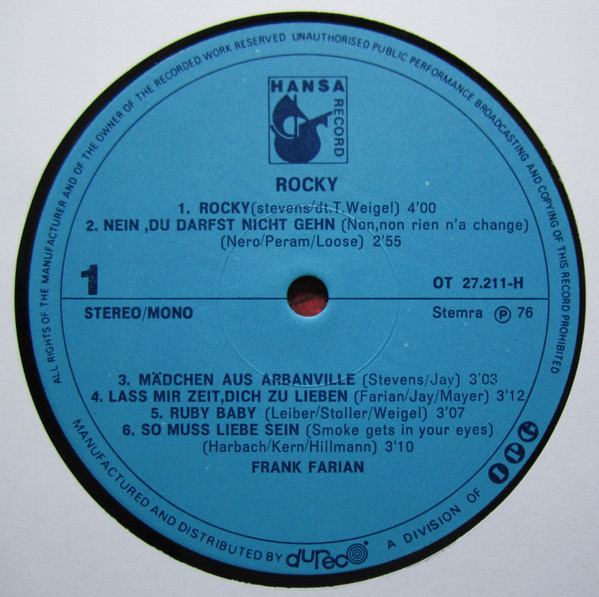 ALL RIGHTS OF THE MANUFACTURER AND OF THE OWNER OF THE RECORDED WORK RESERVED UNAUTHORISED PUBLIC PERFORMANCE BROADCASTING AND COPYING OF THIS RECORD PROHIBITED
HANSA
RECORD
ROCKY
1. ROCKY(stevens/dt.T.Weigel) 4'00
2. NEIN ,DU DARFST NICHT GEHN (Non,non rien n'a change)
(Nero/Peram/Loose) 2'55
1
OT 27.211-H
STEREO/MONO
Stemra Ⓟ 76
3. MÄDCHEN AUS ARBANVILLE (Stevens/Jay) 3'03
4. LASS MIR ZEIT,DICH ZU LIEBEN (Farian/Jay/Mayer) 3'12
5. RUBY BABY (Leiber/Stoller/Weigel) 3'07
6. SO MUSS LIEBE SEIN (Smoke gets in your eyes)
(Harbach/Kern/Hillmann) 3'10
FRANK FARIAN
MANUFACTURED AND DISTRIBUTED BY dureco A DIVISION OF